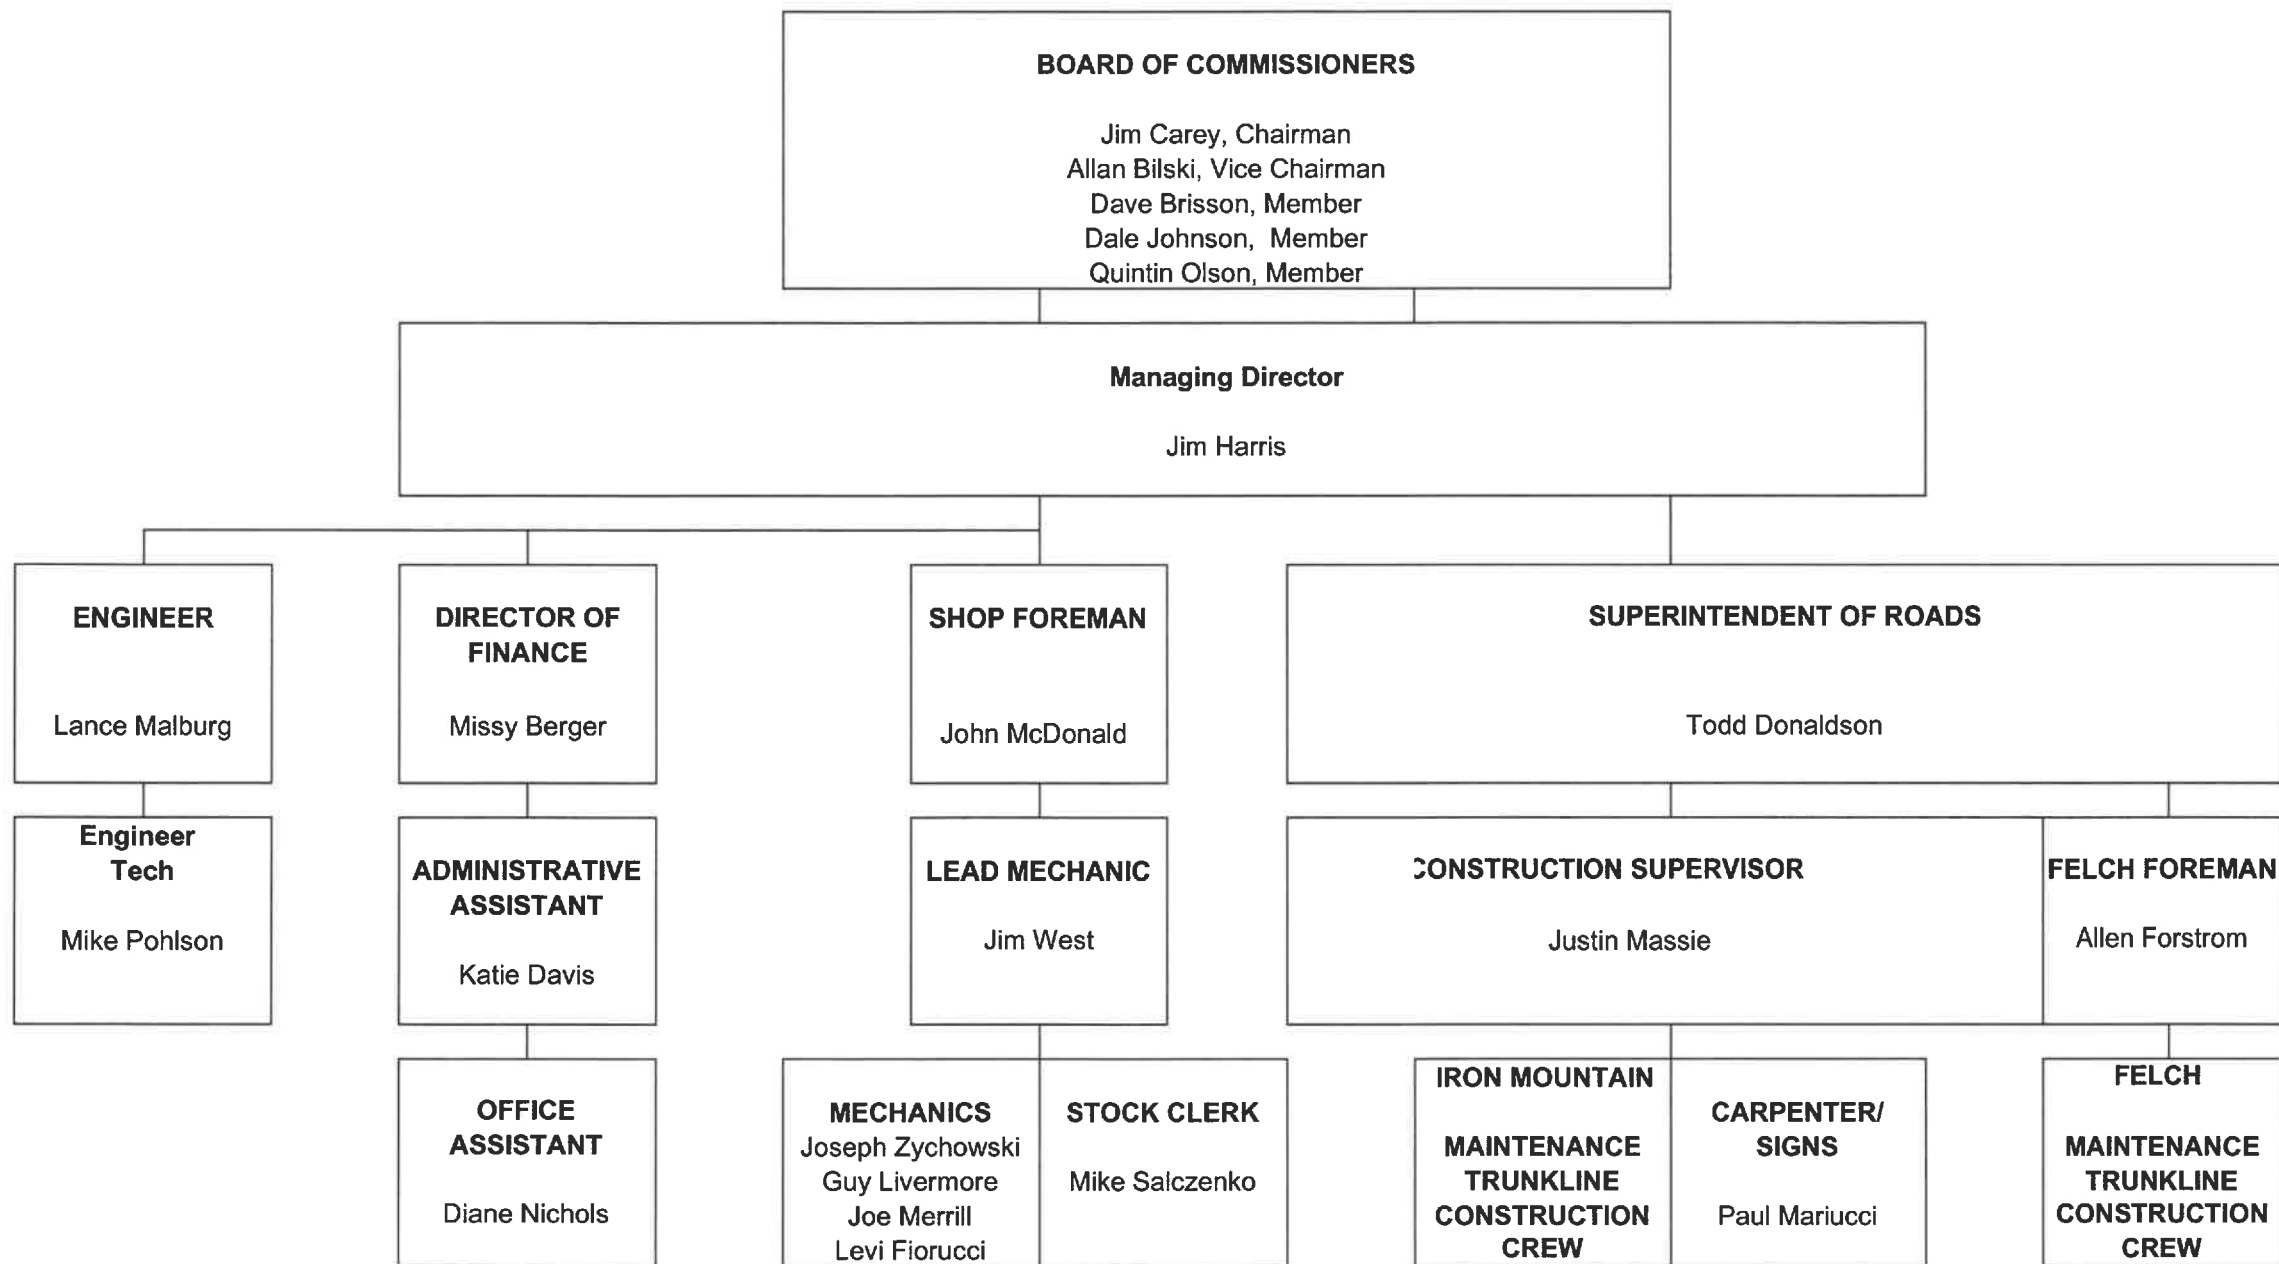 BOARD OF COMMISSIONERS
Jim Carey, Chairman
Allan Bilski, Vice Chairman
Dave Brisson, Member
Dale Johnson, Member
Quintin Olson, Member
Managing Director
Jim Harris
ENGINEER
Lance Malburg
DIRECTOR OF
FINANCE
Missy Berger
SHOP FOREMAN
John McDonald
SUPERINTENDENT OF ROADS
Todd Donaldson
Engineer
Tech
Mike Pohlson
ADMINISTRATIVE
ASSISTANT
Katie Davis
LEAD MECHANIC
Jim West
CONSTRUCTION SUPERVISOR
Justin Massie
FELCH FOREMAN
Allen Forstrom
OFFICE
ASSISTANT
Diane Nichols
MECHANICS
Joseph Zychowski
Guy Livermore
Joe Merrill
Levi Fiorucci
STOCK CLERK
Mike Salczenko
IRON MOUNTAIN
MAINTENANCE
TRUNKLINE
CONSTRUCTION
CREW
CARPENTER/
SIGNS
Paul Mariucci
FELCH
MAINTENANCE
TRUNKLINE
CONSTRUCTION
CREW